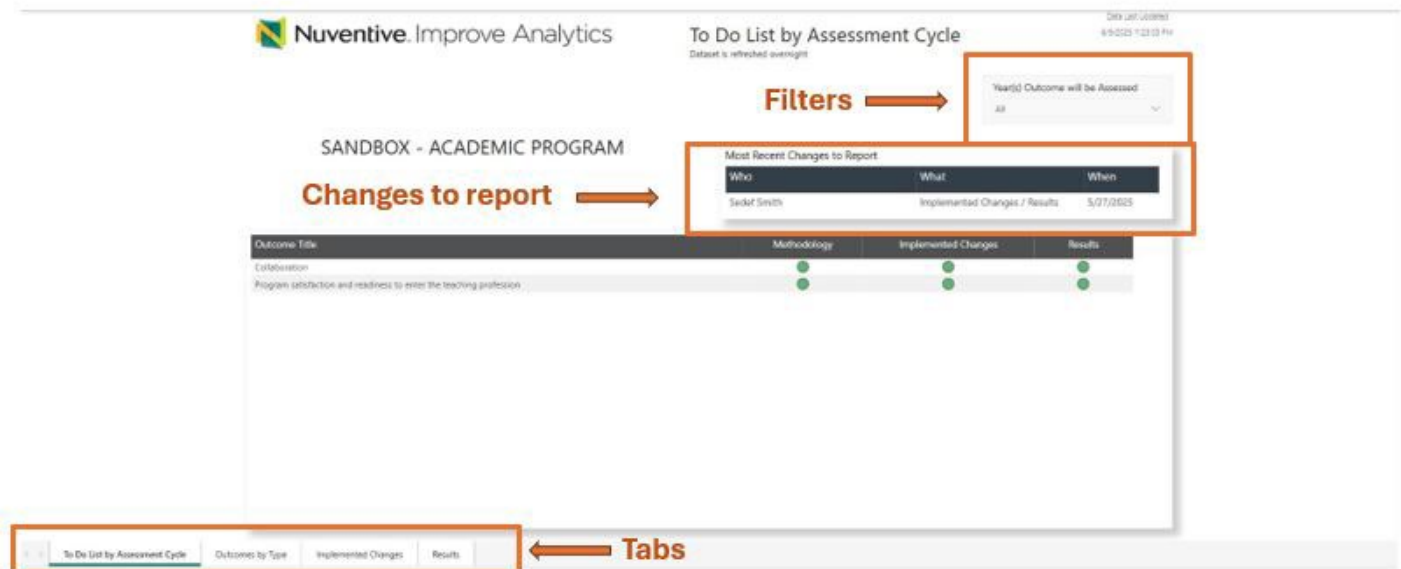 Nuventive. Improve Analytics
To Do List by Assessment Cycle
Dataset is refreshed overnight
Data Last Updated
Filters
Year(s) Outcome will be Assessed
All
SANDBOX - ACADEMIC PROGRAM
Most Recent Changes to Report
Who What When
Changes to report
Sedef Smith Implemented Changes / Results 5/27/2025
Outcome Title Methodology Implemented Changes Results
Collaboration
Program satisfaction and readiness to enter the teaching profession
To Do List by Assessment Cycle Outcomes by Type Implemented Changes Results
Tabs